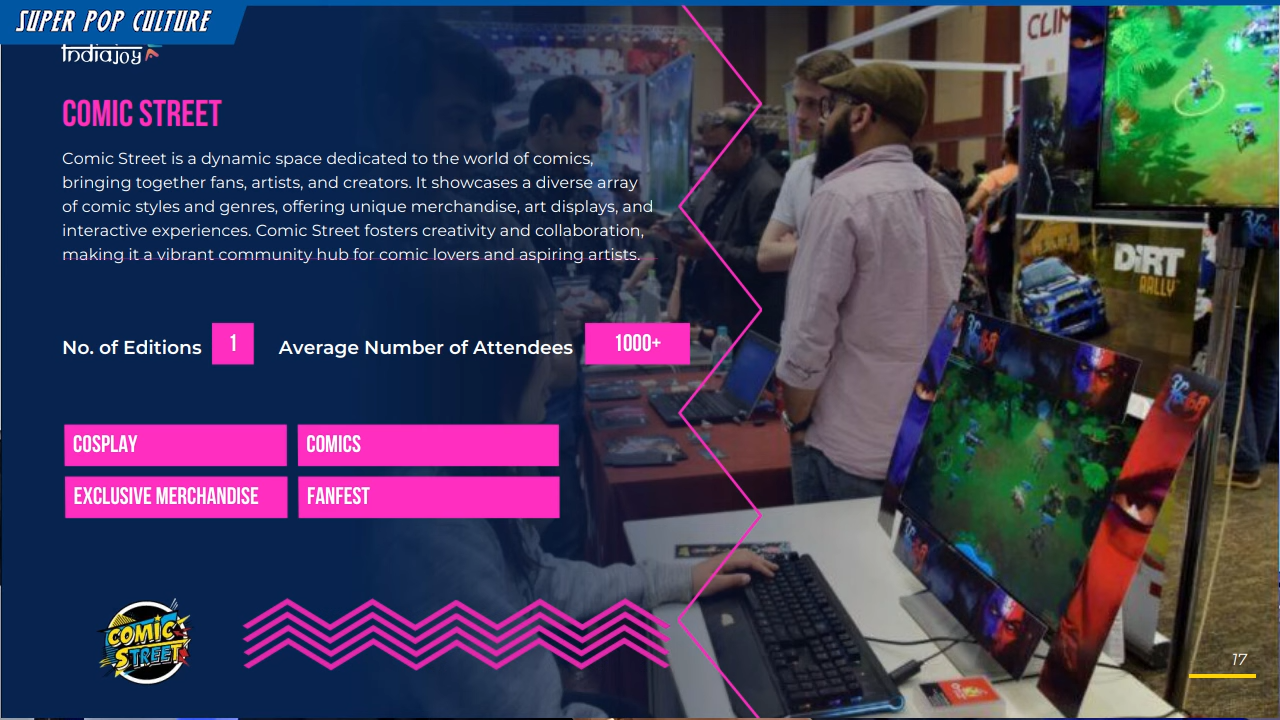 SUPER POP CULTURE
Indiajoy
COMIC STREET
Comic Street is a dynamic space dedicated to the world of comics,
bringing together fans, artists, and creators. It showcases a diverse array
of comic styles and genres, offering unique merchandise, art displays, and
interactive experiences. Comic Street fosters creativity and collaboration,
making it a vibrant community hub for comic lovers and aspiring artists.
No. of Editions 1 Average Number of Attendees 1000+
COSPLAY COMICS
EXCLUSIVE MERCHANDISE FANFEST
COMIC
STREET
CLIM
DiRT
RALLY
17